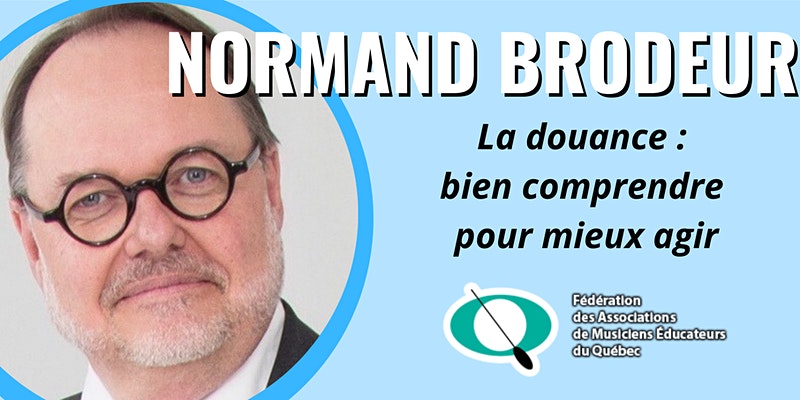 NORMAND BRODEUR
La douance :
bien comprendre
pour mieux agir
Fédération
des Associations
de Musiciens Éducateurs
du Québec